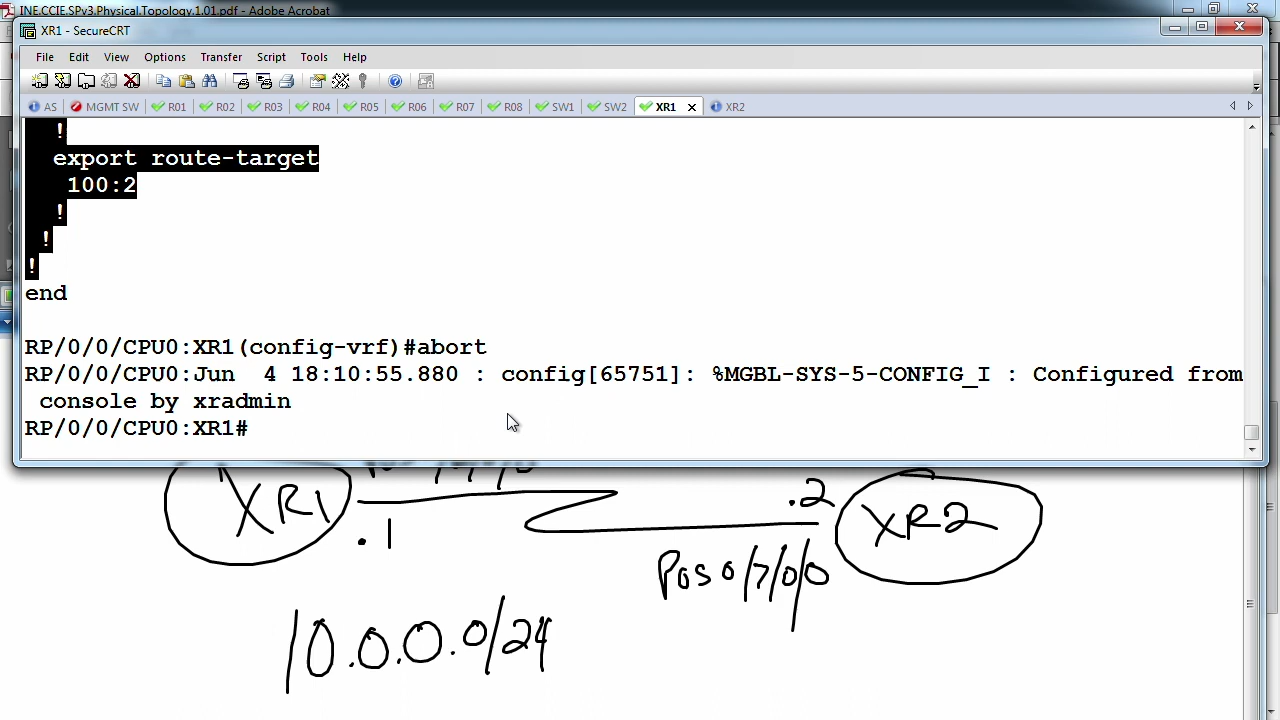 INE.CCIE.SPv3.Physical.Topology.1.01.pdf - Adobe Acrobat
XR1 - SecureCRT
File Edit View Options Transfer Script Tools Help
AS MGMT SW R01 R02 R03 R04 R05 R06 R07 R08 SW1 SW2 XR1 XR2
!
export route-target
100:2
!
!
!
end
RP/0/0/CPU0:XR1(config-vrf)#abort
RP/0/0/CPU0:Jun 4 18:10:55.880 : config[65751]: %MGBL-SYS-5-CONFIG_I : Configured from
console by xradmin
RP/0/0/CPU0:XR1#
XR1
.1
.2
XR2
Pos 0/7/0/0
10.0.0.0/24